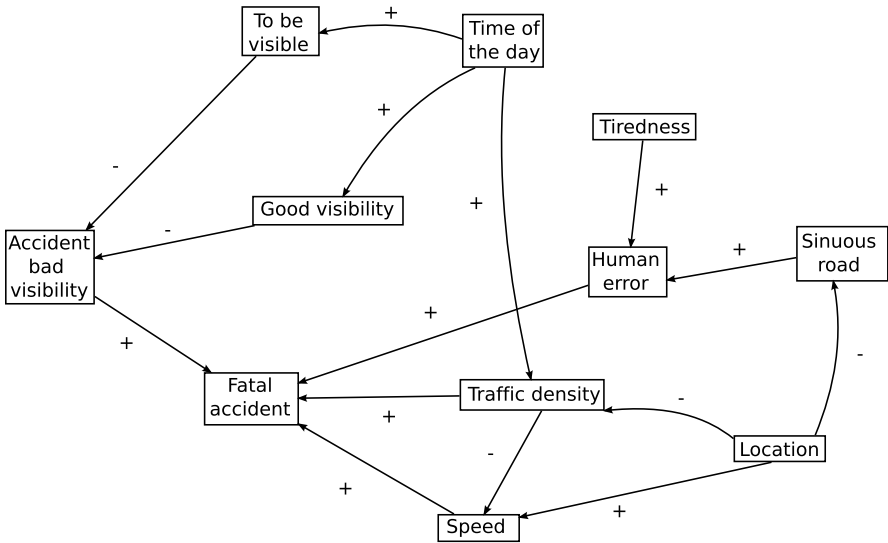 To be
visible
+
Time of
the day
+
Tiredness
-
+
+
Good visibility
-
Accident
bad
visibility
Human
error
+
Sinuous
road
+
+
Fatal
accident
Traffic density
-
-
+
Location
-
+
+
Speed